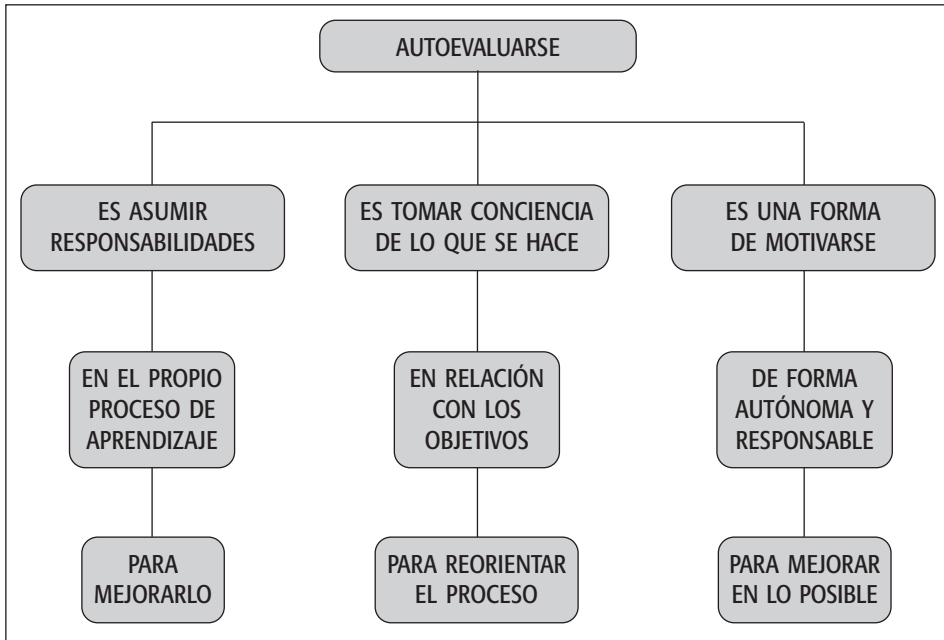 AUTOEVALUARSE
ES ASUMIR
RESPONSABILIDADES
ES TOMAR CONCIENCIA
DE LO QUE SE HACE
ES UNA FORMA
DE MOTIVARSE
EN EL PROPIO
PROCESO DE
APRENDIZAJE
EN RELACIÓN
CON LOS
OBJETIVOS
DE FORMA
AUTÓNOMA Y
RESPONSABLE
PARA
MEJORARLO
PARA REORIENTAR
EL PROCESO
PARA MEJORAR
EN LO POSIBLE